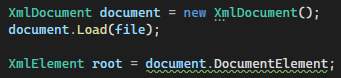 XmlDocument document = new XmlDocument();
document.Load(file);
XmlElement root = document.DocumentElement;